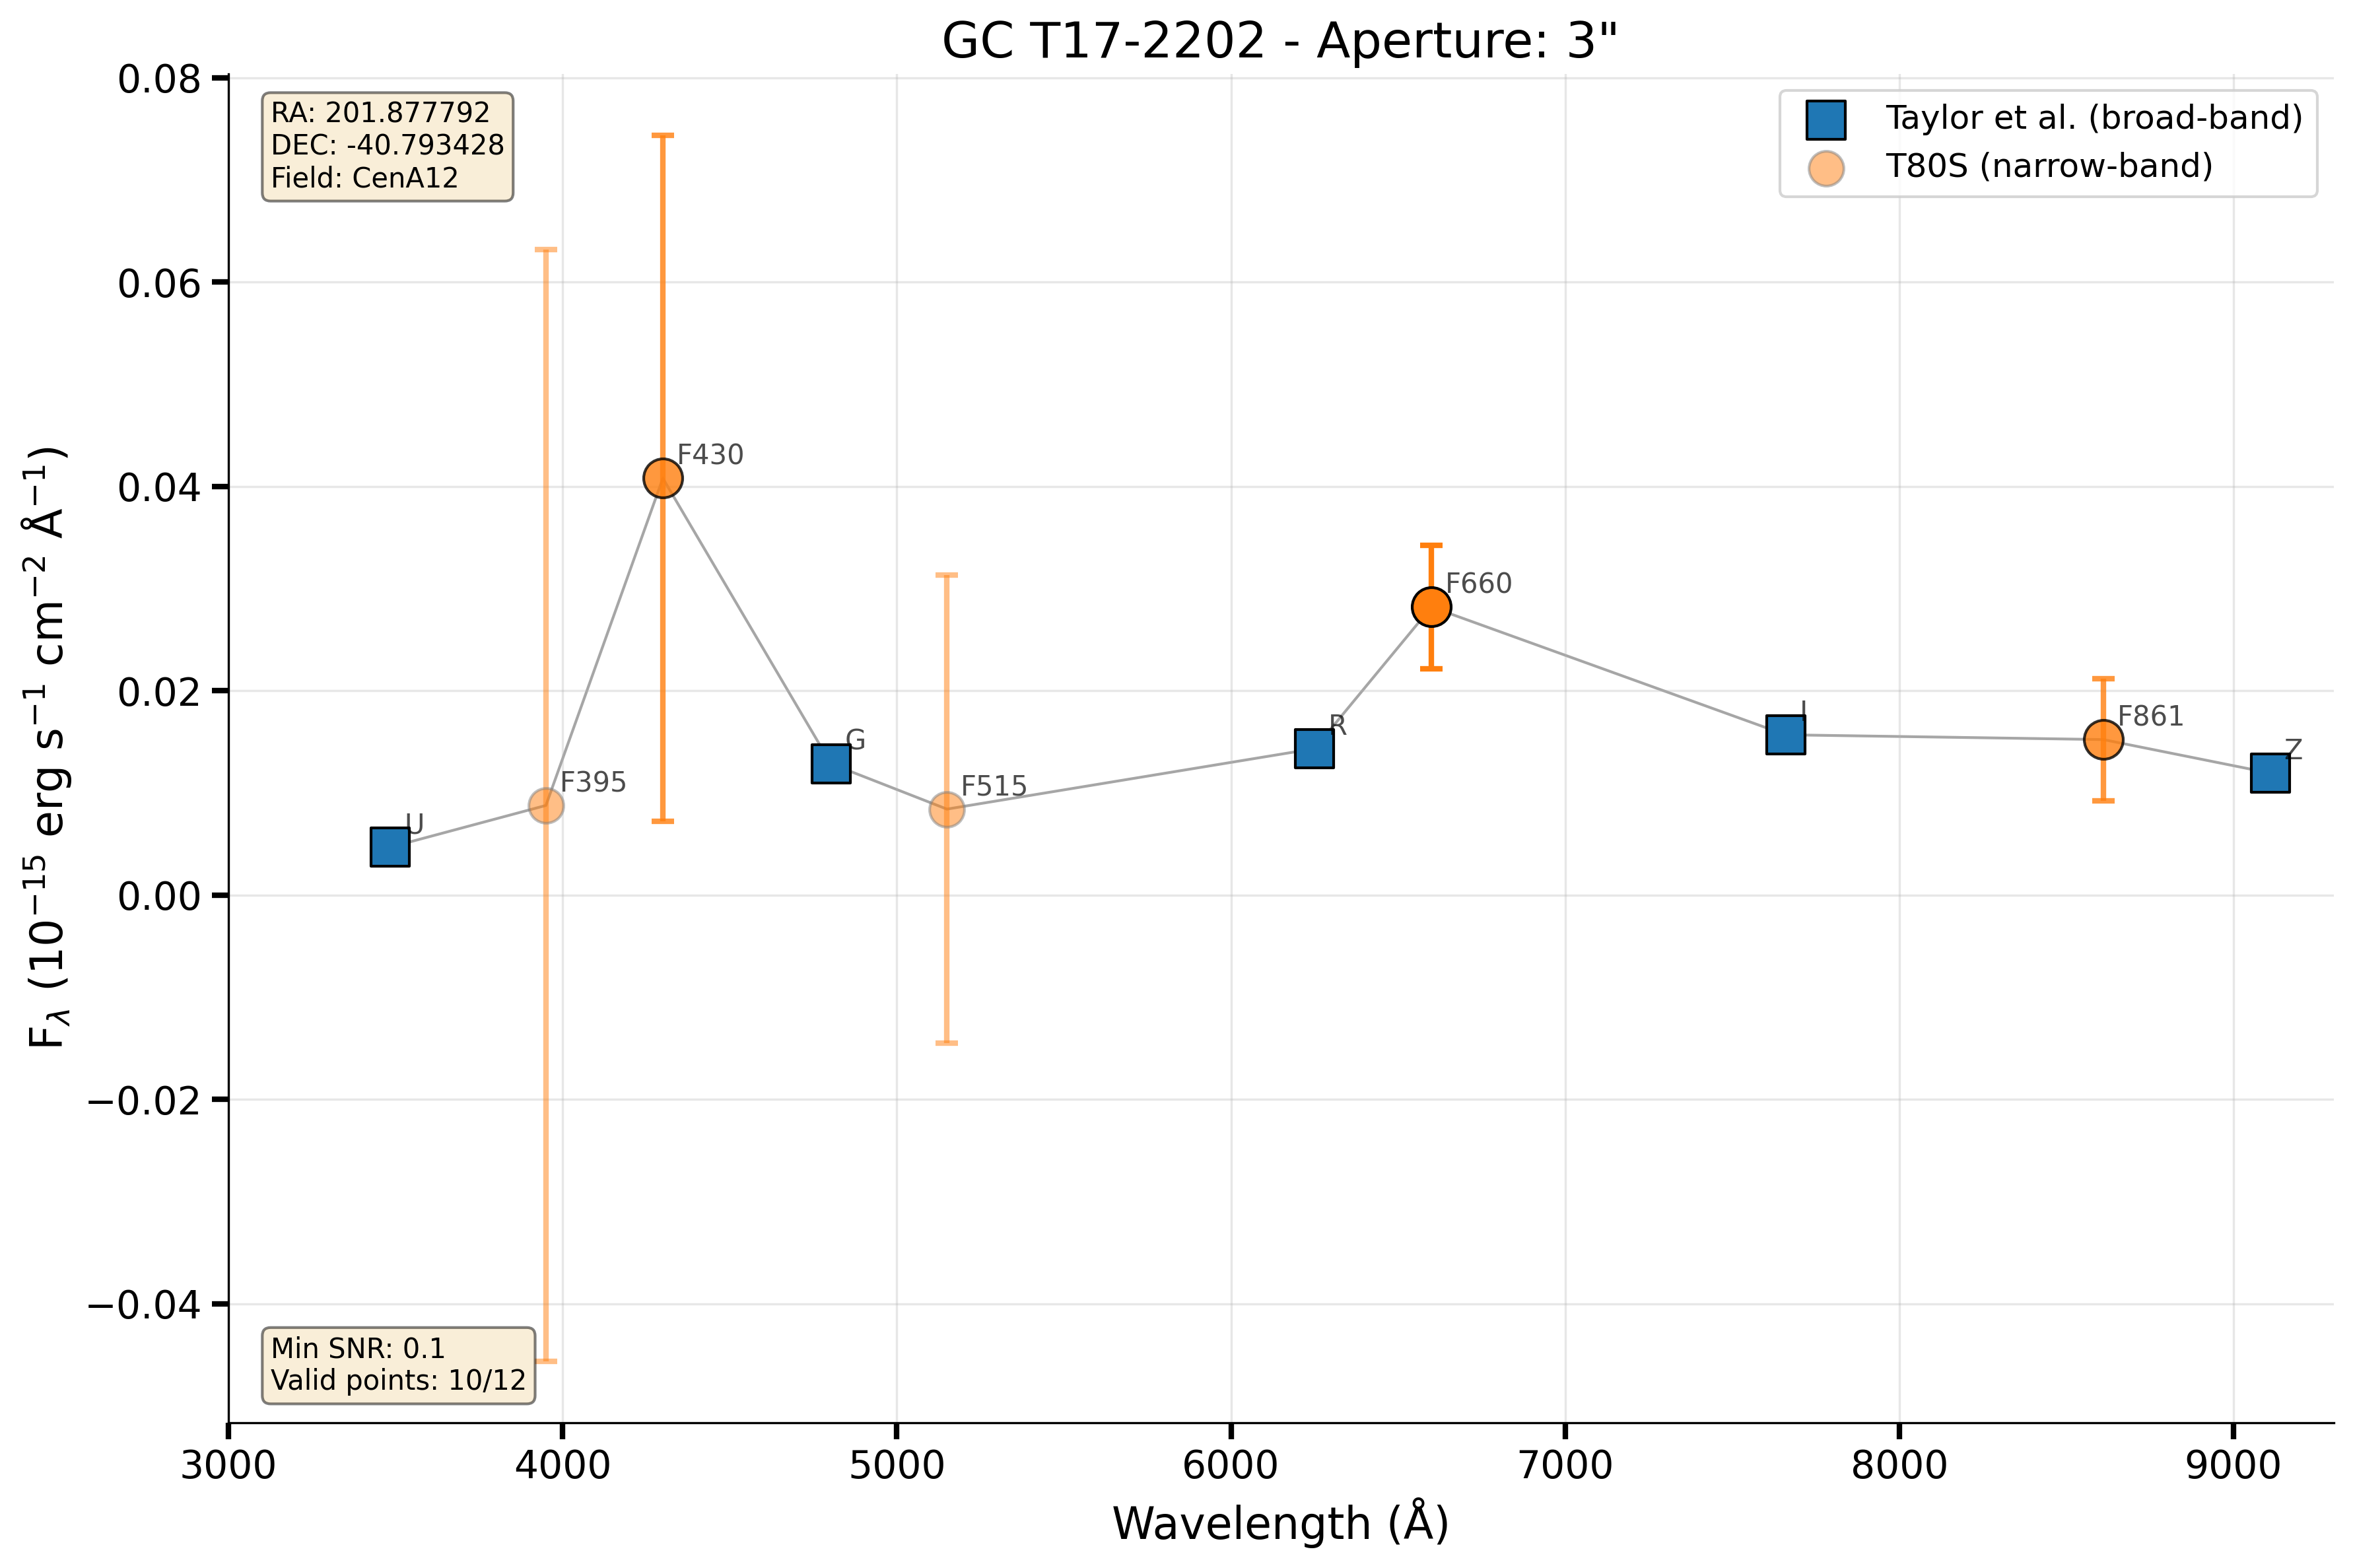 GC T17-2202 - Aperture: 3"
RA: 201.877792
DEC: -40.793428
Field: CenA12
Taylor et al. (broad-band)
T80S (narrow-band)
0.08
0.06
0.04
0.02
0.00
−0.02
−0.04
F_λ (10⁻¹⁵ erg s⁻¹ cm⁻² Å⁻¹)
U
F395
F430
G
F515
R
F660
I
F861
Z
Min SNR: 0.1
Valid points: 10/12
3000 4000 5000 6000 7000 8000 9000
Wavelength (Å)